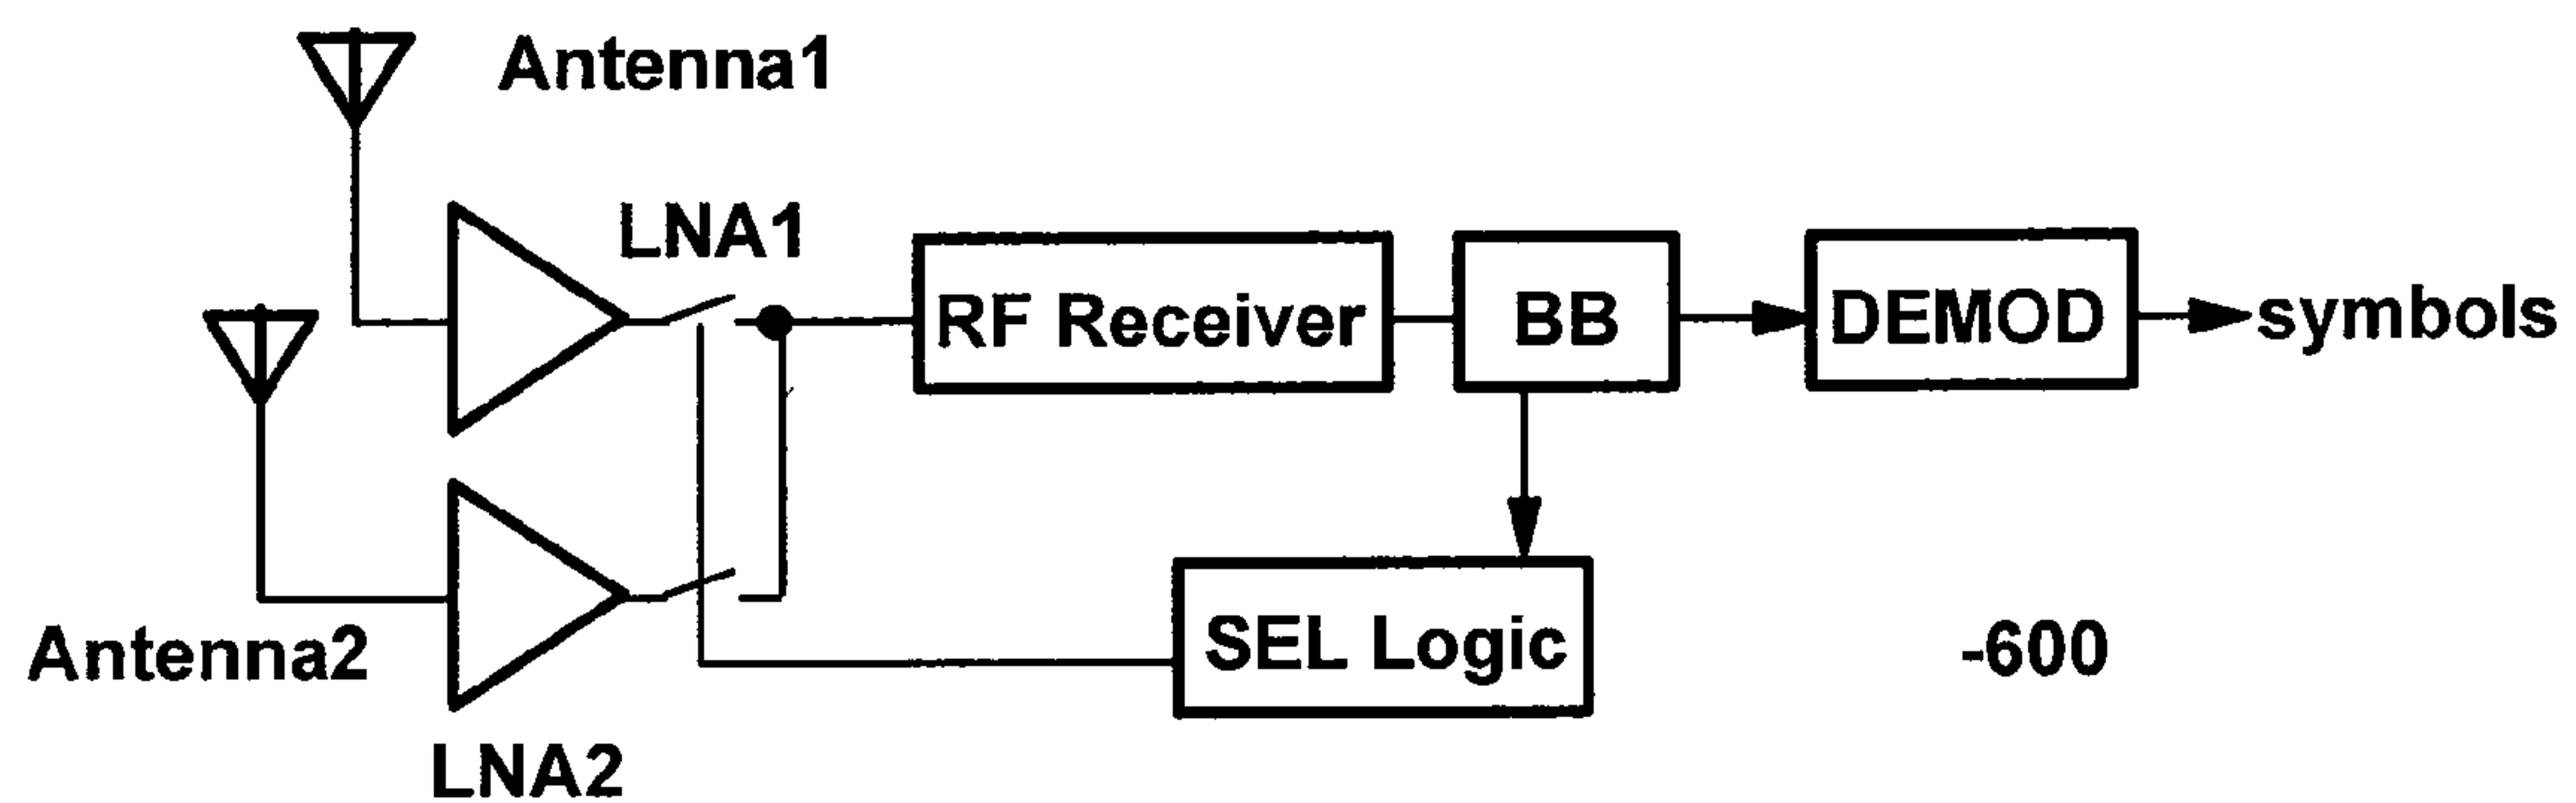 Antenna1
LNA1
RF Receiver
BB
DEMOD
symbols
SEL Logic
-600
Antenna2
LNA2